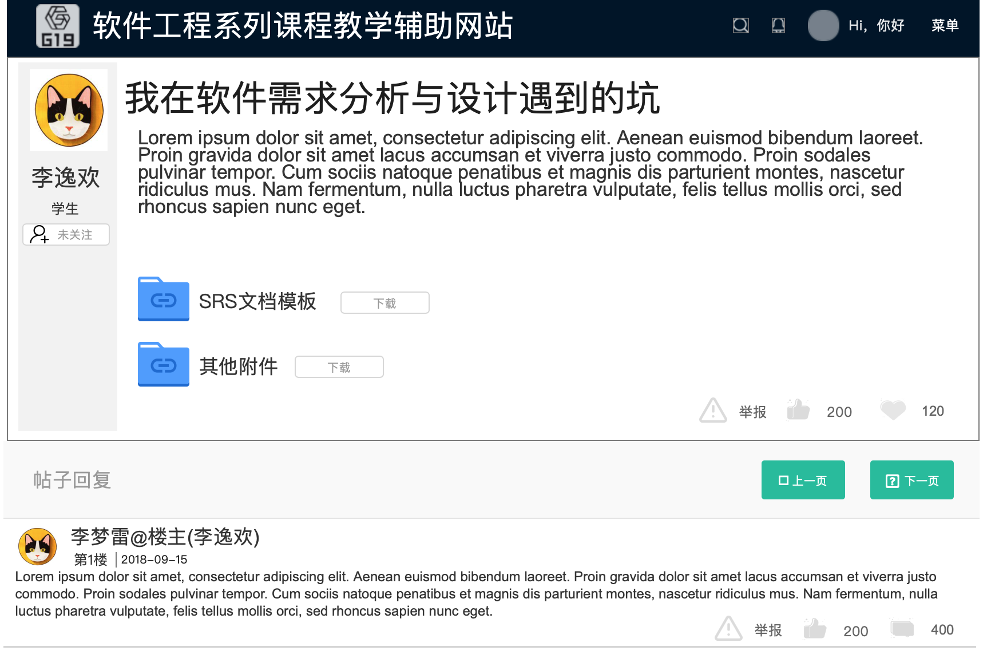 G19
软件工程系列课程教学辅助网站
Hi，你好
菜单
我在软件需求分析与设计遇到的坑
Lorem ipsum dolor sit amet, consectetur adipiscing elit. Aenean euismod bibendum laoreet.
Proin gravida dolor sit amet lacus accumsan et viverra justo commodo. Proin sodales
pulvinar tempor. Cum sociis natoque penatibus et magnis dis parturient montes, nascetur
ridiculus mus. Nam fermentum, nulla luctus pharetra vulputate, felis tellus mollis orci, sed
rhoncus sapien nunc eget.
李逸欢
学生
未关注
SRS文档模板
下载
其他附件
下载
举报
200
120
帖子回复
上一页
下一页
李梦雷@楼主(李逸欢)
第1楼 | 2018-09-15
Lorem ipsum dolor sit amet, consectetur adipiscing elit. Aenean euismod bibendum laoreet. Proin gravida dolor sit amet lacus accumsan et viverra justo
commodo. Proin sodales pulvinar tempor. Cum sociis natoque penatibus et magnis dis parturient montes, nascetur ridiculus mus. Nam fermentum, nulla
luctus pharetra vulputate, felis tellus mollis orci, sed rhoncus sapien nunc eget.
举报
200
400